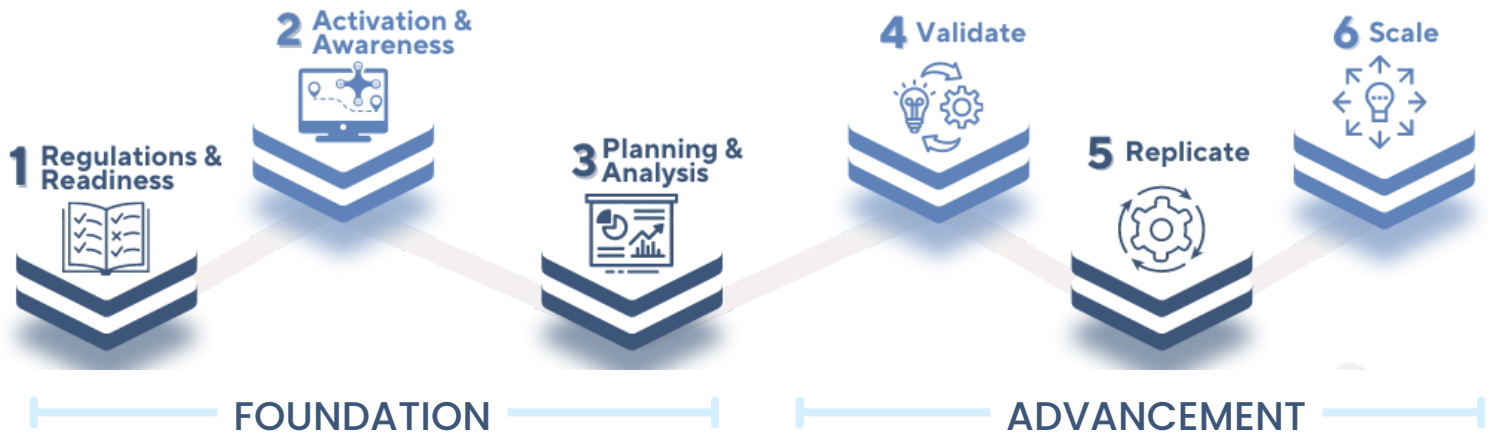 1 Regulations &
Readiness
2 Activation &
Awareness
3 Planning &
Analysis
4 Validate
5 Replicate
6 Scale
FOUNDATION
ADVANCEMENT